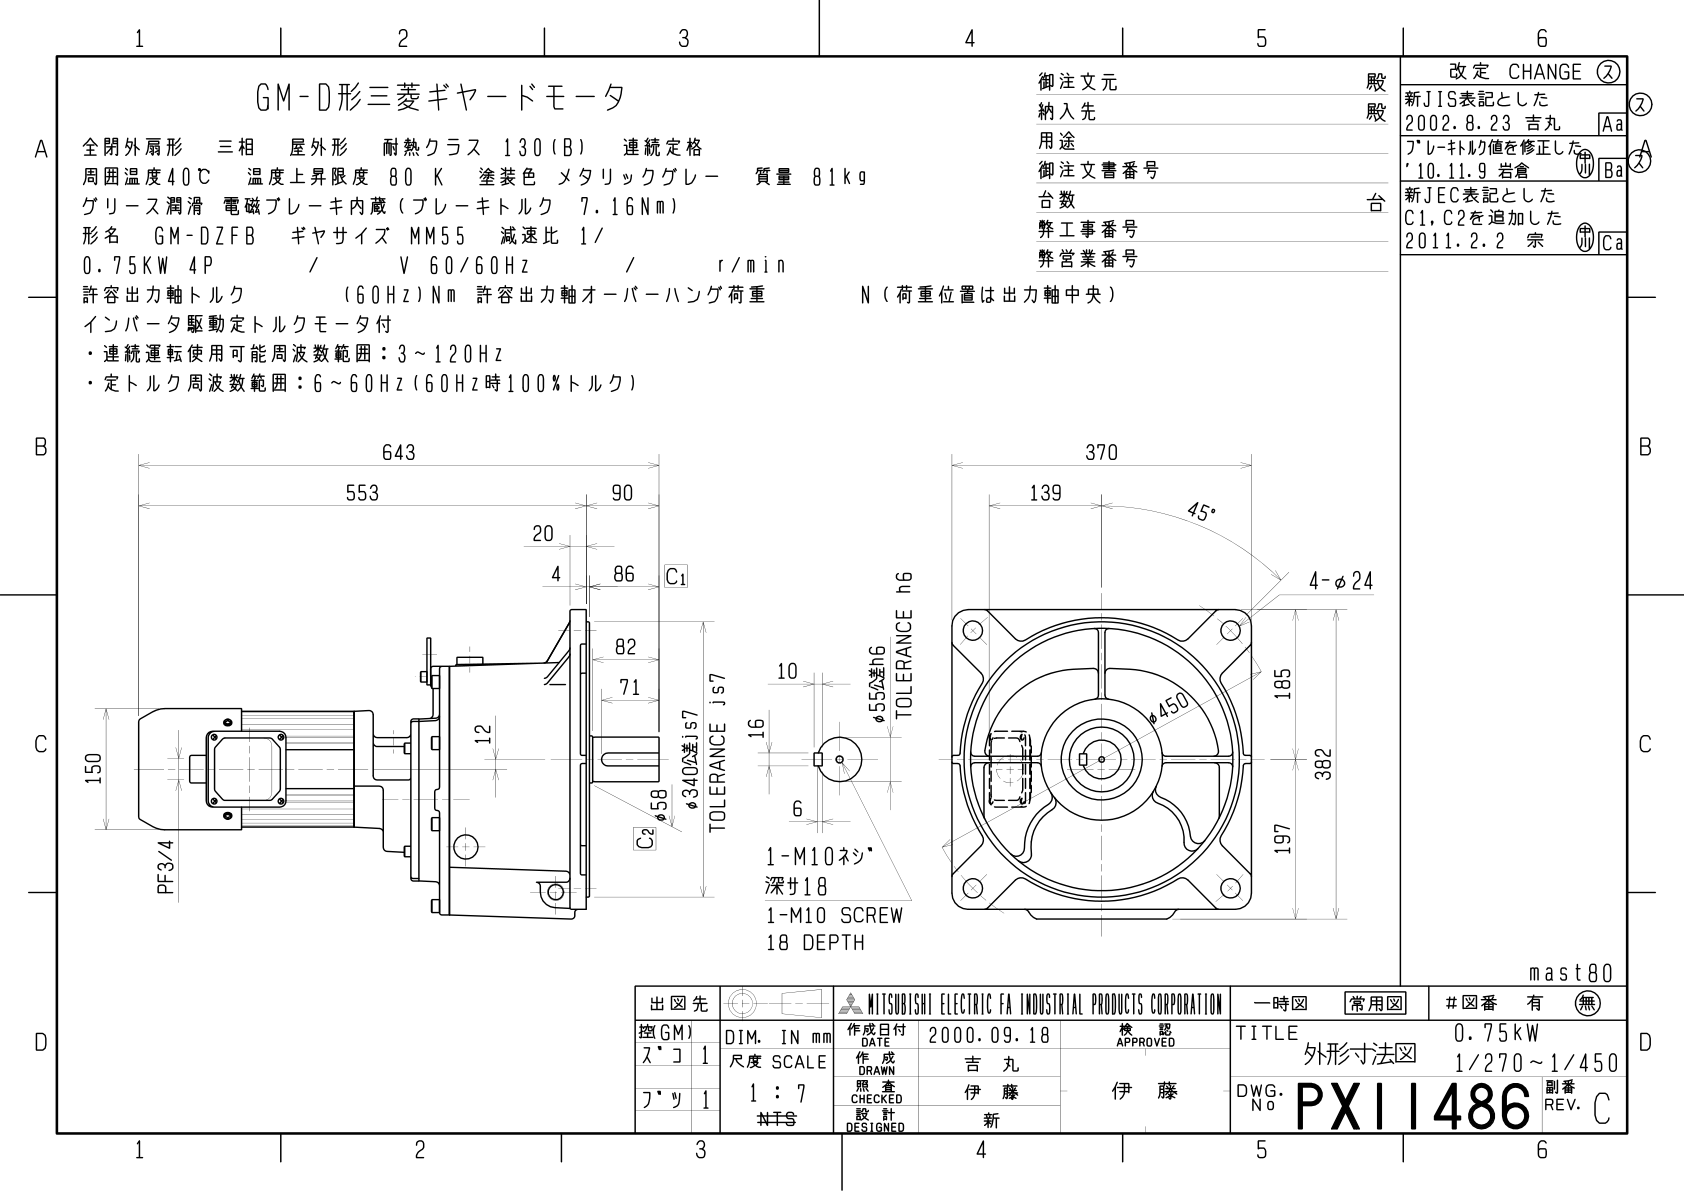 1 2 3 4 5 6
A
B
C
D
GM-D形三菱ギヤードモータ
全閉外扇形 三相 屋外形 耐熱クラス 130(B) 連続定格
周囲温度40℃ 温度上昇限度 80 K 塗装色 メタリックグレー 質量 81kg
グリース潤滑 電磁ブレーキ内蔵(ブレーキトルク 7.16Nm)
形名 GM-DZFB ギヤサイズ MM55 減速比 1/
0.75KW 4P / V 60/60Hz / r/min
許容出力軸トルク (60Hz)Nm 許容出力軸オーバーハング荷重 N(荷重位置は出力軸中央)
インバータ駆動定トルクモータ付
・連続運転使用可能周波数範囲:3~120Hz
・定トルク周波数範囲:6~60Hz(60Hz時100%トルク)
御注文元 殿
納入先 殿
用途
御注文書番号
台数 台
弊工事番号
弊営業番号
改定 CHANGE ス
新JIS表記とした ス
2002.8.23 吉丸 Aa
ブレーキトルク値を修正した A
'10.11.9 岩倉 中川 Ba ス
新JEC表記とした
C1,C2を追加した
2011.2.2 宗 中川 Ca
B
C
D
643
553 90
20
4 86 C1
82
71
12
150
PF3/4
φ58
C2
φ340公差js7
TOLERANCE js7
10
16
6
φ55公差h6
TOLERANCE h6
1-M10ネジ
深サ18
1-M10 SCREW
18 DEPTH
370
139
45°
4-φ24
φ450
185
382
197
mast80
出図先
控(GM)
ズコ 1
ブツ 1
DIM. IN mm
尺度 SCALE
1 : 7
NTS
MITSUBISHI ELECTRIC FA INDUSTRIAL PRODUCTS CORPORATION
作成日付
DATE
2000.09.18
検 認
APPROVED
作 成
DRAWN
吉 丸
照 査
CHECKED
伊 藤
伊 藤
設 計
DESIGNED
新
一時図 常用図 #図番 有 無
TITLE
外形寸法図
0.75kW
1/270~1/450
DWG.
No
PX11486
副番
REV. C
1 2 3 4 5 6